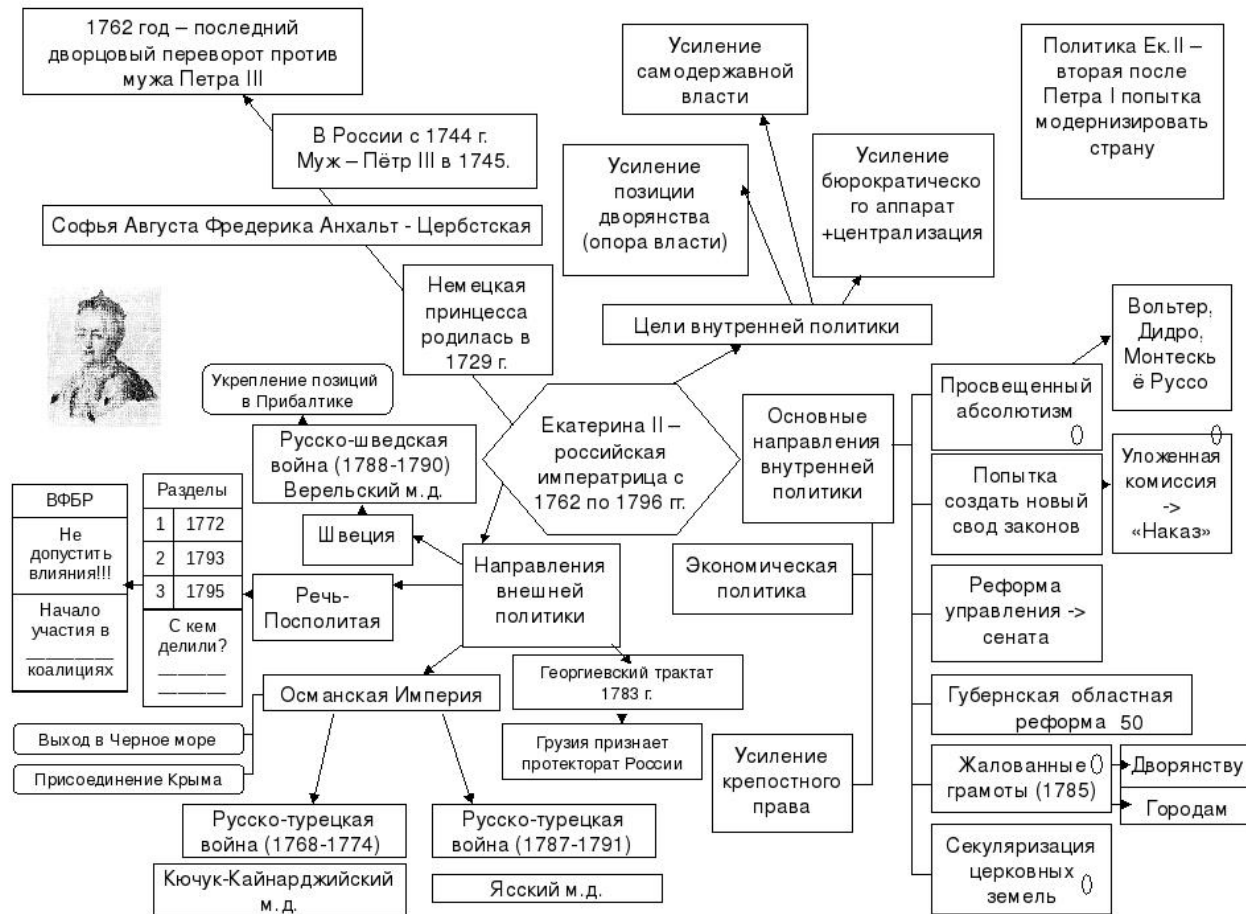 1762 год – последний
дворцовый переворот против
мужа Петра III
В России с 1744 г.
Муж – Пётр III в 1745.
Софья Августа Фредерика Анхальт - Цербстская
Немецкая
принцесса
родилась в
1729 г.
Усиление
самодержавной
власти
Усиление
позиции
дворянства
(опора власти)
Усиление
бюрократическо
го аппарат
+централизация
Политика Ек.II –
вторая после
Петра I попытка
модернизировать
страну
Цели внутренней политики
Екатерина II –
российская
императрица с
1762 по 1796 гг.
Основные
направления
внутренней
политики
Просвещенный
абсолютизм
Вольтер,
Дидро,
Монтескь
ё Руссо
Попытка
создать новый
свод законов
Уложенная
комиссия
->
«Наказ»
Реформа
управления ->
сената
Губернская областная
реформа 50
Жалованные
грамоты (1785)
Дворянству
Городам
Секуляризация
церковных
земель
Экономическая
политика
Усиление
крепостного
права
Направления
внешней
политики
Укрепление позиций
в Прибалтике
Русско-шведская
война (1788-1790)
Верельский м.д.
Швеция
Речь-
Посполитая
Разделы
1 1772
2 1793
3 1795
С кем
делили?
_______
_______
ВФБР
Не
допустить
влияния!!!
Начало
участия в
_________
коалициях
Османская Империя
Выход в Черное море
Присоединение Крыма
Георгиевский трактат
1783 г.
Грузия признает
протекторат России
Русско-турецкая
война (1768-1774)
Кючук-Кайнарджийский
м.д.
Русско-турецкая
война (1787-1791)
Ясский м.д.